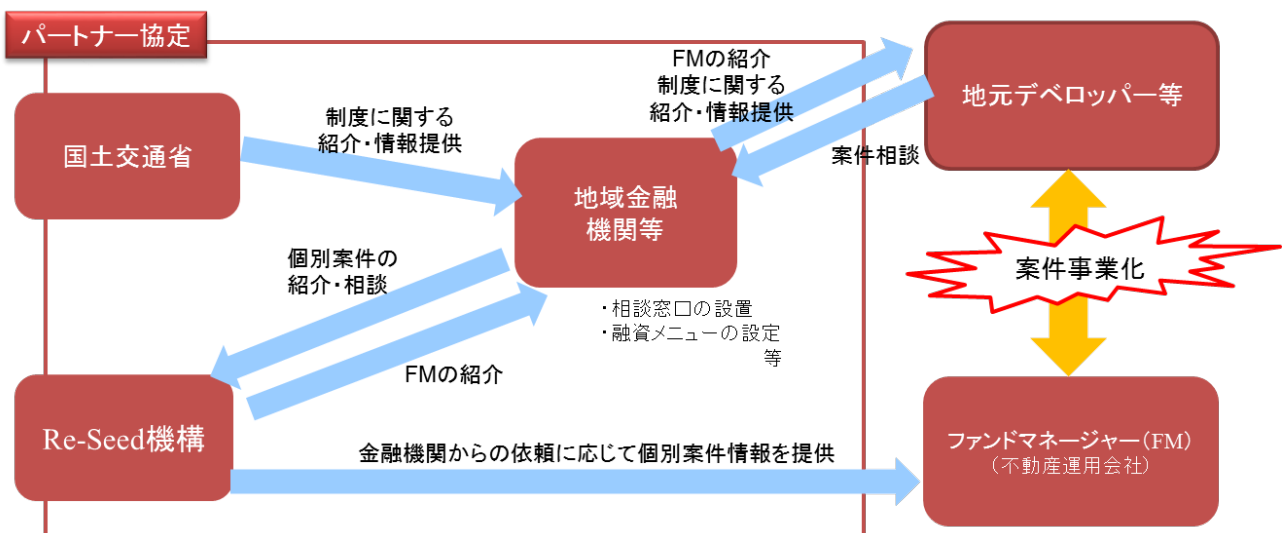 パートナー協定
国土交通省
制度に関する
紹介・情報提供
地域金融
機関等
・相談窓口の設置
・融資メニューの設定
等
FMの紹介
制度に関する
紹介・情報提供
案件相談
地元デベロッパー等
案件事業化
個別案件の
紹介・相談
FMの紹介
Re-Seed機構
金融機関からの依頼に応じて個別案件情報を提供
ファンドマネージャー(FM)
(不動産運用会社)